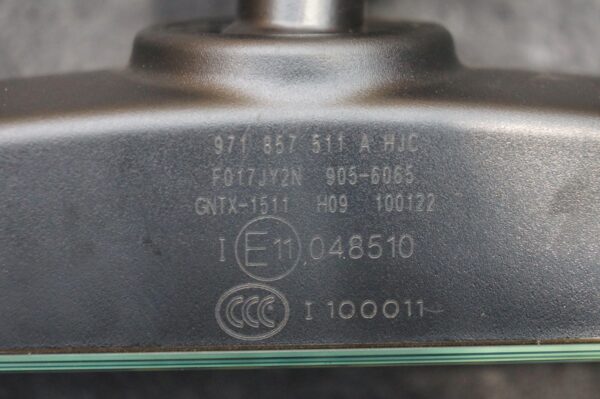 971 857 511 A HJC
F017JY2N 905-6065
GNTX-1511 H09 100122
I E11 048510
CCC I 100011